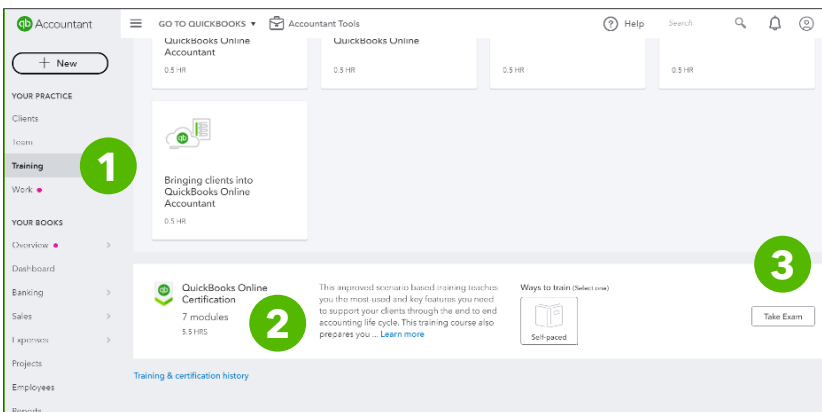 qb Accountant
GO TO QUICKBOOKS ▼ Accountant Tools
? Help Search
+ New
YOUR PRACTICE
Clients
Team
Training
Work
YOUR BOOKS
Overview
Dashboard
Banking
Sales
Expenses
Projects
Employees
Reports
1
QuickBooks Online
Accountant
0.5 HR
QuickBooks Online
0.5 HR
0.5 HR
0.5 HR
qb
Bringing clients into
QuickBooks Online
Accountant
0.5 HR
qb
QuickBooks Online
Certification
7 modules
5.5 HRS
2
This improved scenario based training teaches
you the most-used and key features you need
to support your clients through the end to end
accounting life cycle. This training course also
prepares you ... Learn more
Ways to train (Select one)
Self-paced
3
Take Exam
Training & certification history